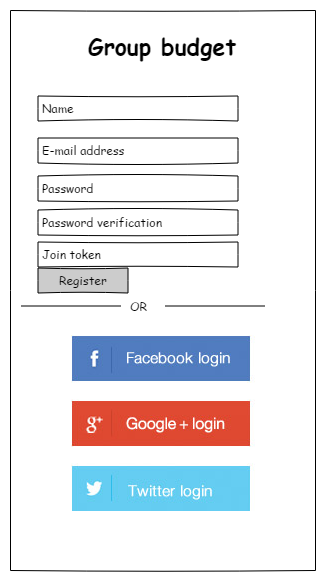 Group budget
Name
E-mail address
Password
Password verification
Join token
Register
OR
f Facebook login
g+ Google+login
Twitter login